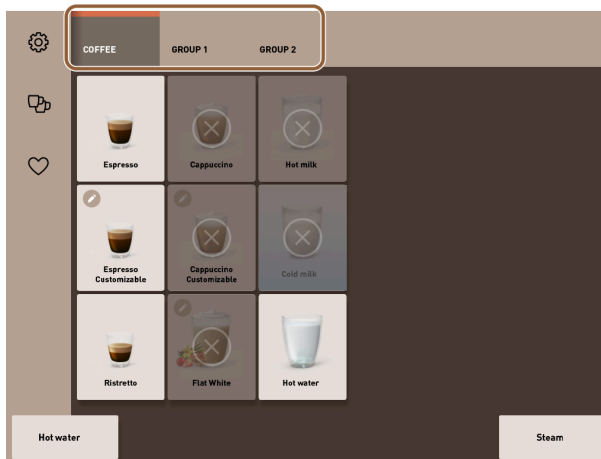 COFFEE
GROUP 1
GROUP 2
Espresso
Cappuccino
Hot milk
Espresso
Customizable
Cappuccino
Customizable
Cold milk
Ristretto
Flat White
Hot water
Hot water
Steam